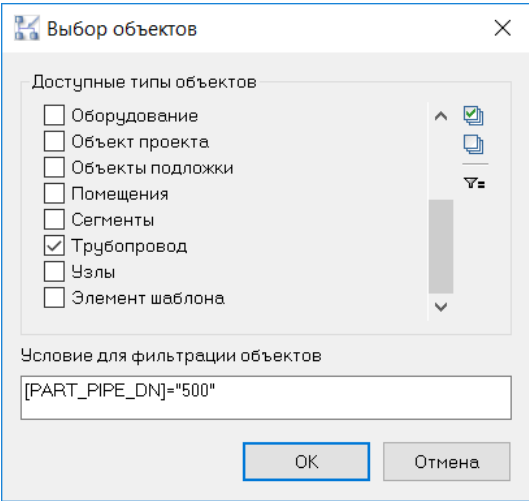 Выбор объектов
Доступные типы объектов
Оборудование
Объект проекта
Объекты подложки
Помещения
Сегменты
Трубопровод
Узлы
Элемент шаблона
Условие для фильтрации объектов
[PART_PIPE_DN]="500"
OK
Отмена